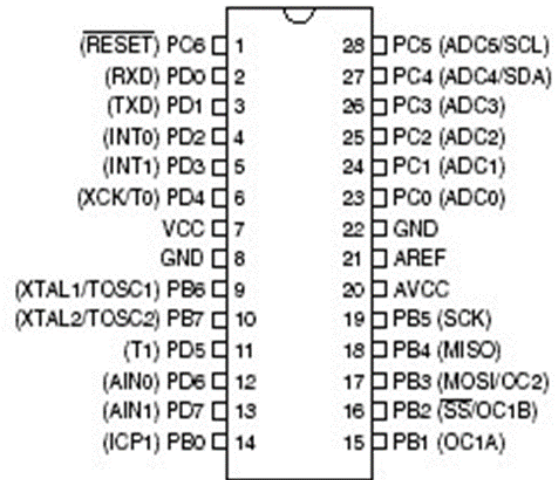 (RESET) PC6 1 28 PC5 (ADC5/SCL)
(RXD) PD0 2 27 PC4 (ADC4/SDA)
(TXD) PD1 3 26 PC3 (ADC3)
(INT0) PD2 4 25 PC2 (ADC2)
(INT1) PD3 5 24 PC1 (ADC1)
(XCK/T0) PD4 6 23 PC0 (ADC0)
VCC 7 22 GND
GND 8 21 AREF
(XTAL1/TOSC1) PB6 9 20 AVCC
(XTAL2/TOSC2) PB7 10 19 PB5 (SCK)
(T1) PD5 11 18 PB4 (MISO)
(AIN0) PD6 12 17 PB3 (MOSI/OC2)
(AIN1) PD7 13 16 PB2 (SS/OC1B)
(ICP1) PB0 14 15 PB1 (OC1A)